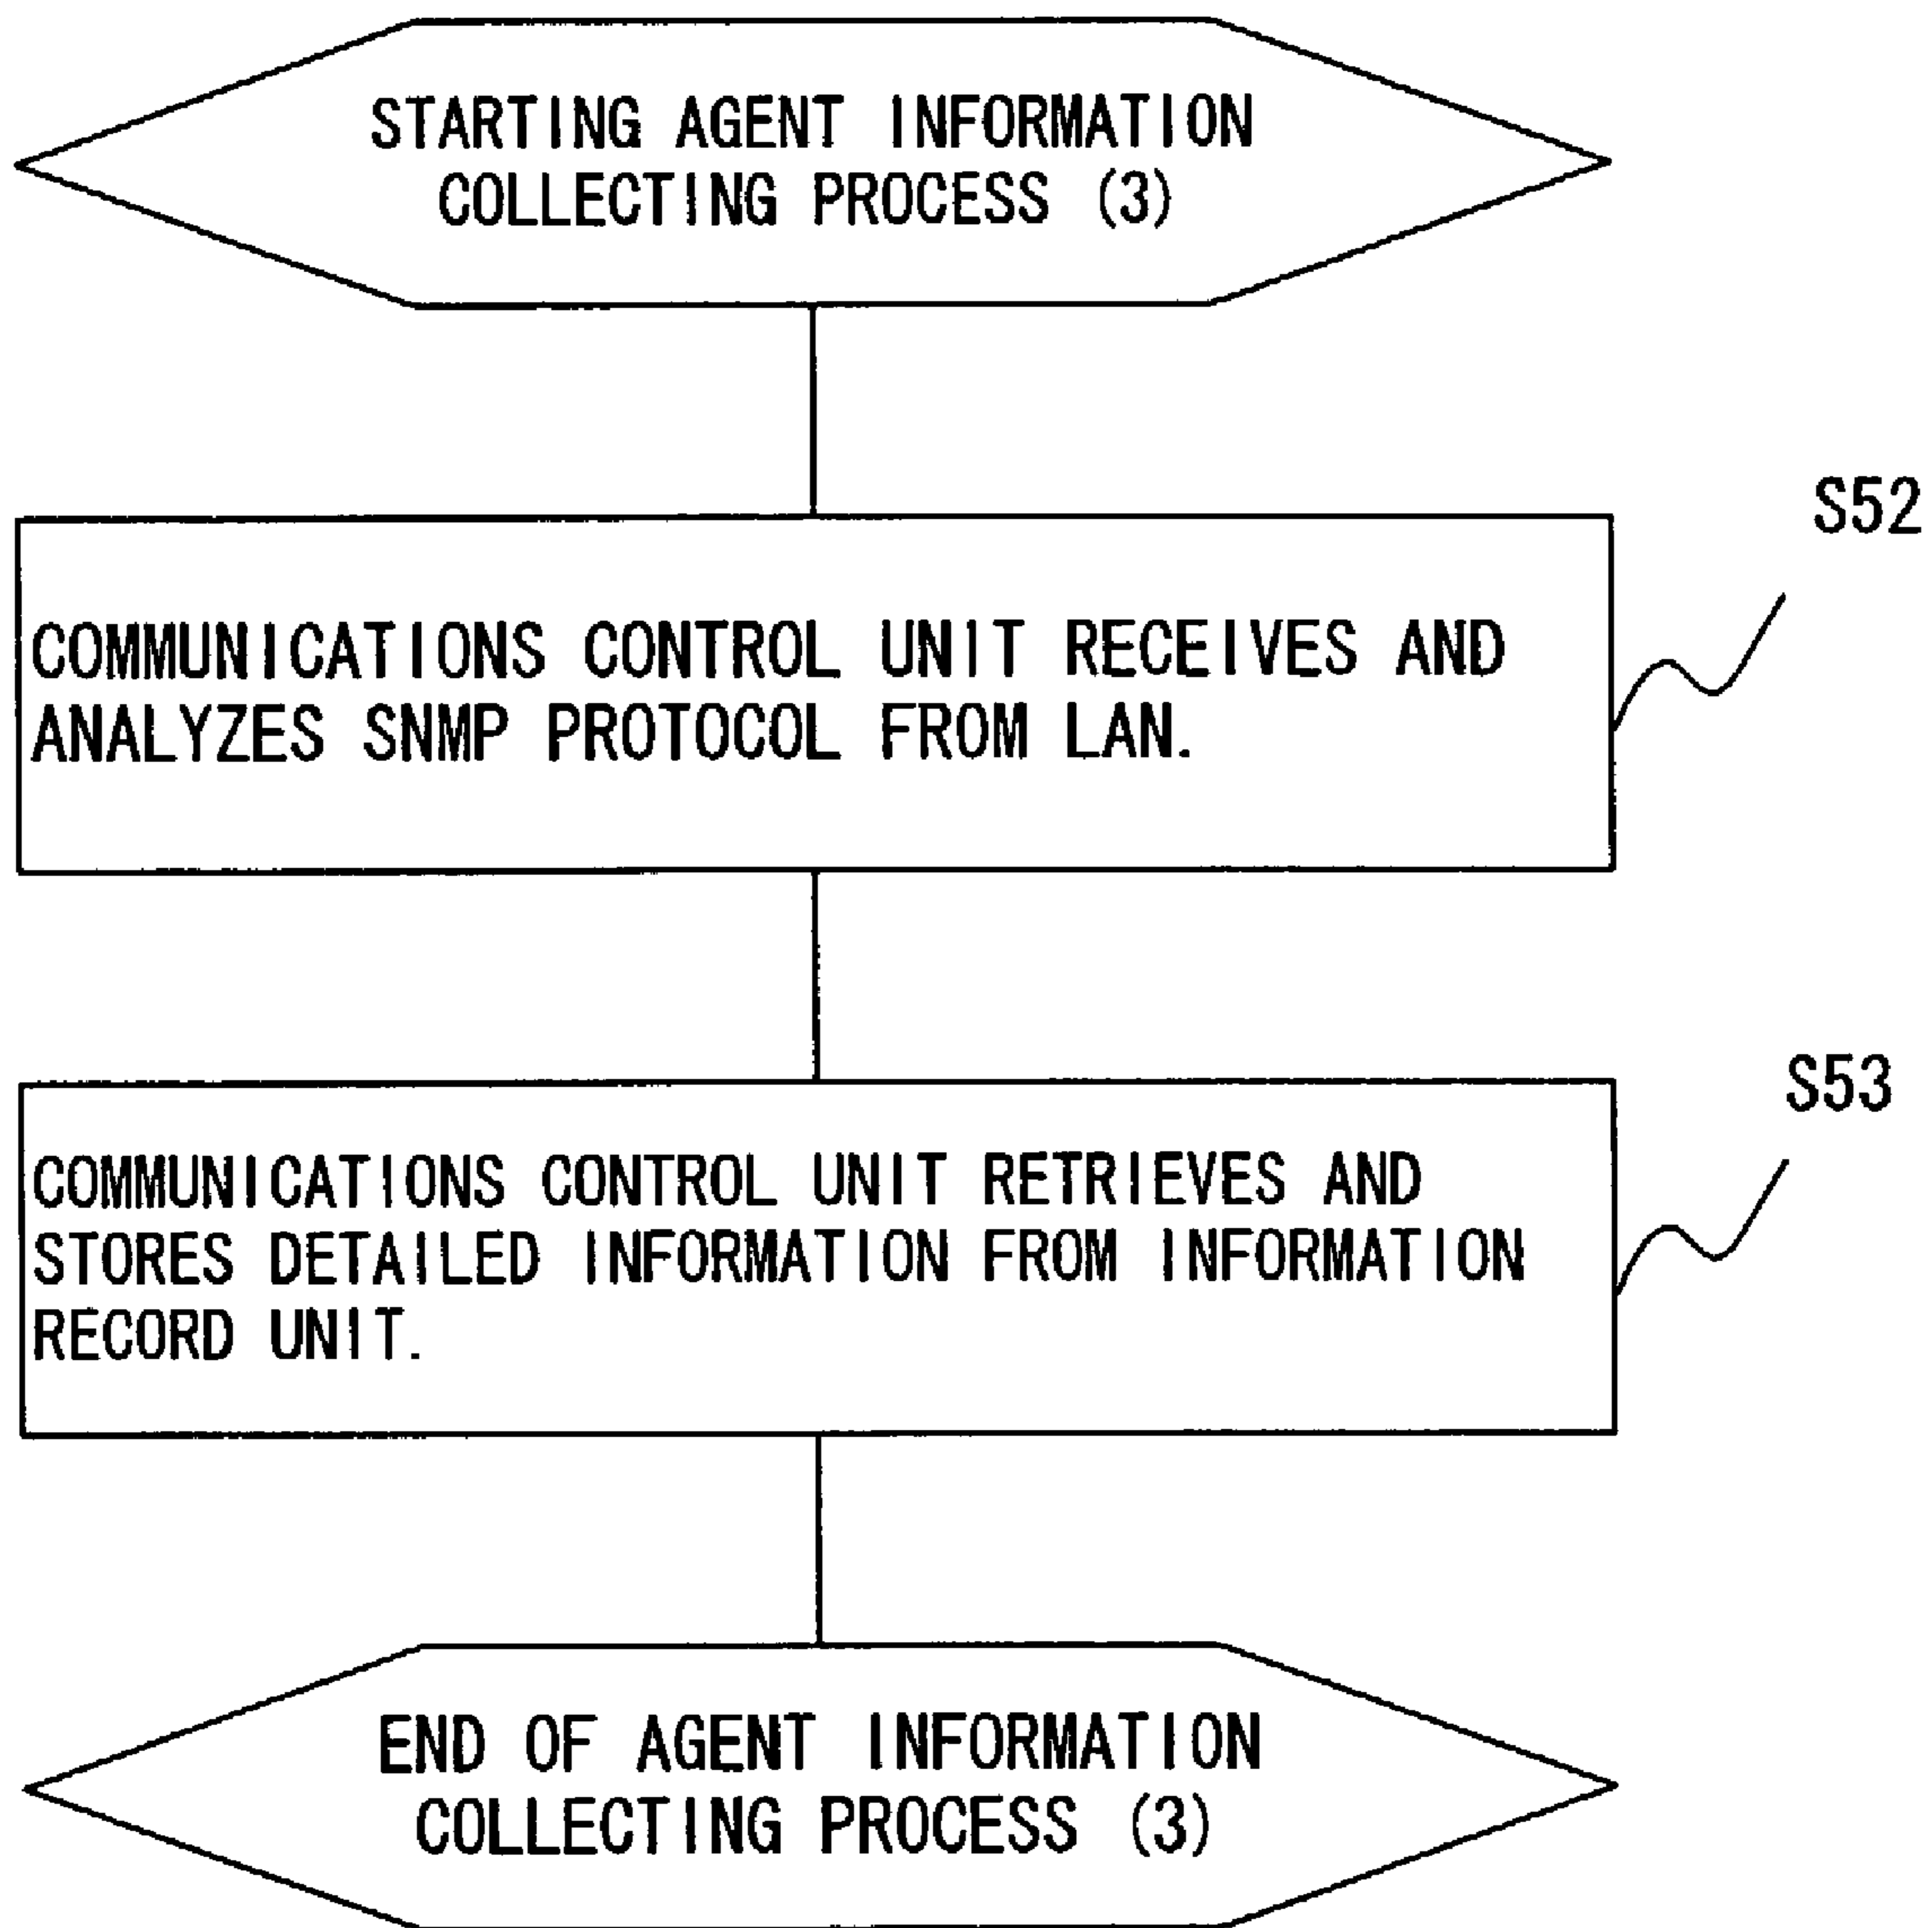 STARTING AGENT INFORMATION
COLLECTING PROCESS (3)
S52
COMMUNICATIONS CONTROL UNIT RECEIVES AND
ANALYZES SNMP PROTOCOL FROM LAN.
S53
COMMUNICATIONS CONTROL UNIT RETRIEVES AND
STORES DETAILED INFORMATION FROM INFORMATION
RECORD UNIT.
END OF AGENT INFORMATION
COLLECTING PROCESS (3)